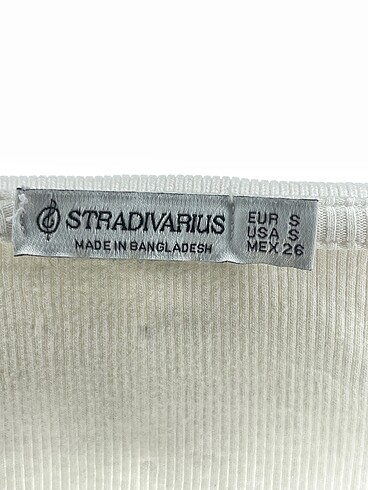 STRADIVARIUS
MADE IN BANGLADESH
EUR S
USA S
MEX 26